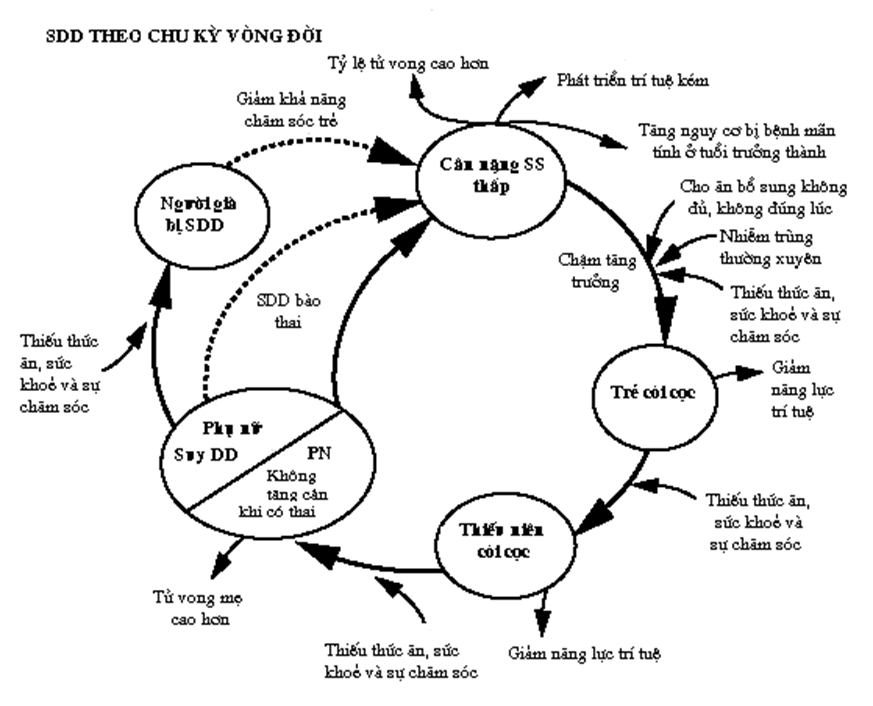 SDD THEO CHU KỲ VÒNG ĐỜI
Tỷ lệ tử vong cao hơn
Phát triển trí tuệ kém
Giảm khả năng
chăm sóc trẻ
Tăng nguy cơ bị bệnh mãn
tính ở tuổi trưởng thành
Cân nặng SS
thấp
Người già
bị SDD
Cho ăn bổ sung không
đủ, không đúng lúc
Nhiễm trùng
thường xuyên
Chậm tăng
trưởng
Thiếu thức ăn,
sức khoẻ và sự
chăm sóc
SDD bào
thai
Thiếu thức
ăn, sức
khoẻ và sự
chăm sóc
Trẻ còi cọc
Giảm
năng lực
trí tuệ
Phụ nữ
Suy DD
PN
Không
tăng cân
khi có thai
Thiếu thức ăn,
sức khoẻ và
sự chăm sóc
Thiếu niên
còi cọc
Tử vong mẹ
cao hơn
Thiếu thức ăn, sức
khoẻ và sự chăm sóc
Giảm năng lực trí tuệ